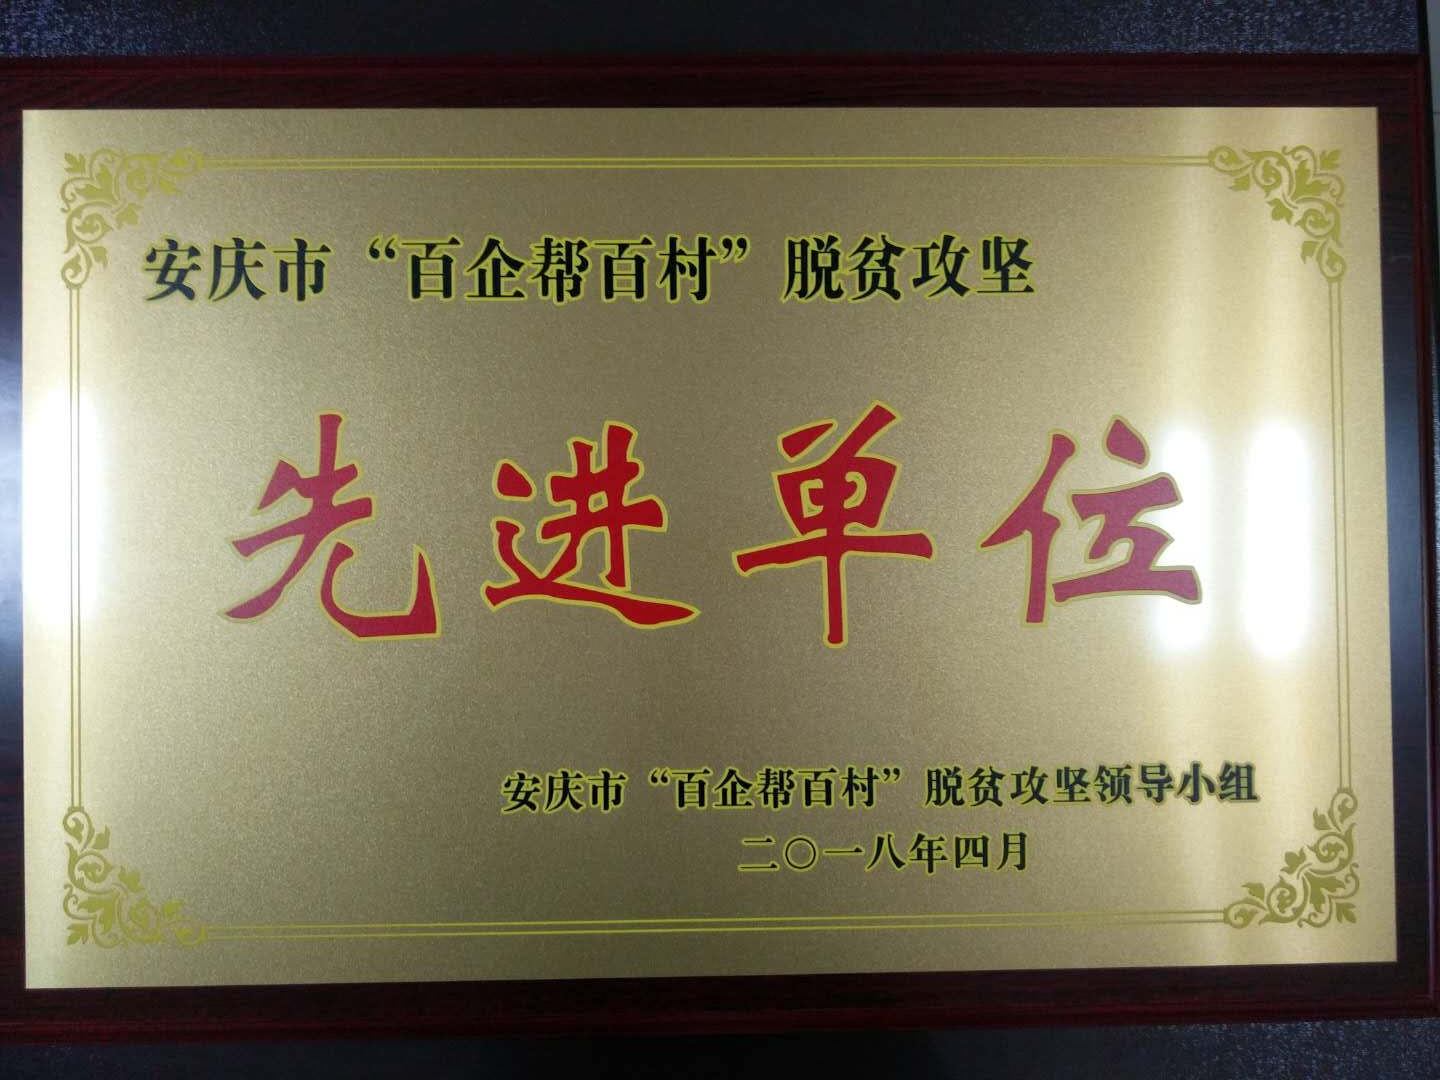 安庆市“百企帮百村”脱贫攻坚
先进单位
安庆市“百企帮百村”脱贫攻坚领导小组
二〇一八年四月